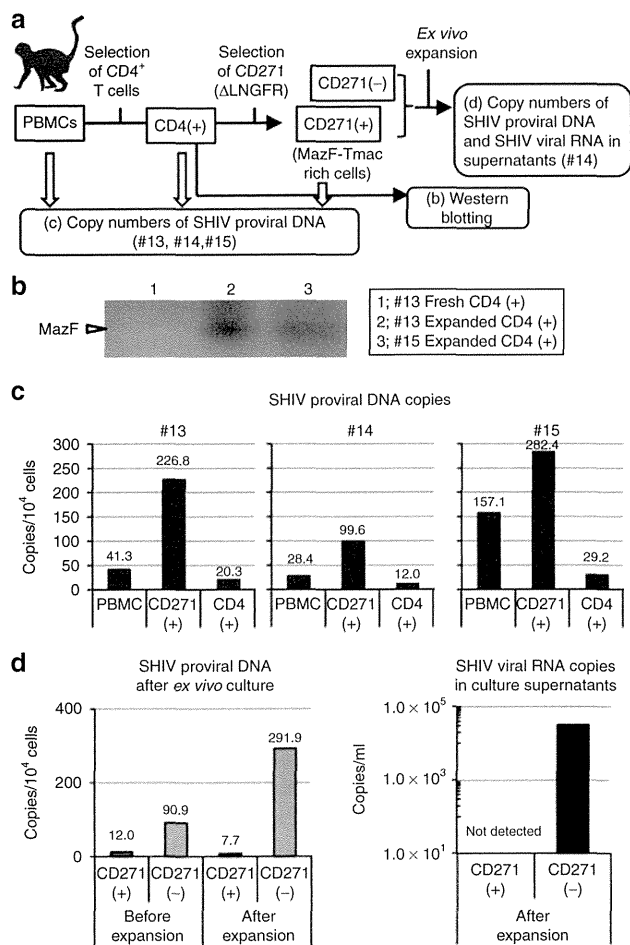 a
Selection
of CD4⁺
T cells
Selection
of CD271
(ΔLNGFR)
Ex vivo
expansion
PBMCs
CD4(+)
CD271(−)
CD271(+)
(MazF-Tmac
rich cells)
(d) Copy numbers of
SHIV proviral DNA
and SHIV viral RNA in
supernatants (#14)
(c) Copy numbers of SHIV proviral DNA
(#13, #14,#15)
(b) Western
blotting
b
1 2 3
MazF
1; #13 Fresh CD4 (+)
2; #13 Expanded CD4 (+)
3; #15 Expanded CD4 (+)
c
SHIV proviral DNA copies
#13 #14 #15
Copies/10⁴ cells
300
250
200
150
100
50
0
41.3 226.8 20.3
28.4 99.6 12.0
157.1 282.4 29.2
PBMC CD271 (+) CD4 (+)
PBMC CD271 (+) CD4 (+)
PBMC CD271 (+) CD4 (+)
d
SHIV proviral DNA
after ex vivo culture
Copies/10⁴ cells
400
200
0
12.0 90.9 7.7 291.9
CD271 CD271 CD271 CD271
(+) (−) (+) (−)
Before
expansion
After
expansion
SHIV viral RNA copies
in culture supernatants
Copies/ml
1.0 × 10⁵
1.0 × 10³
1.0 × 10¹
Not detected
CD271 CD271
(+) (−)
After
expansion